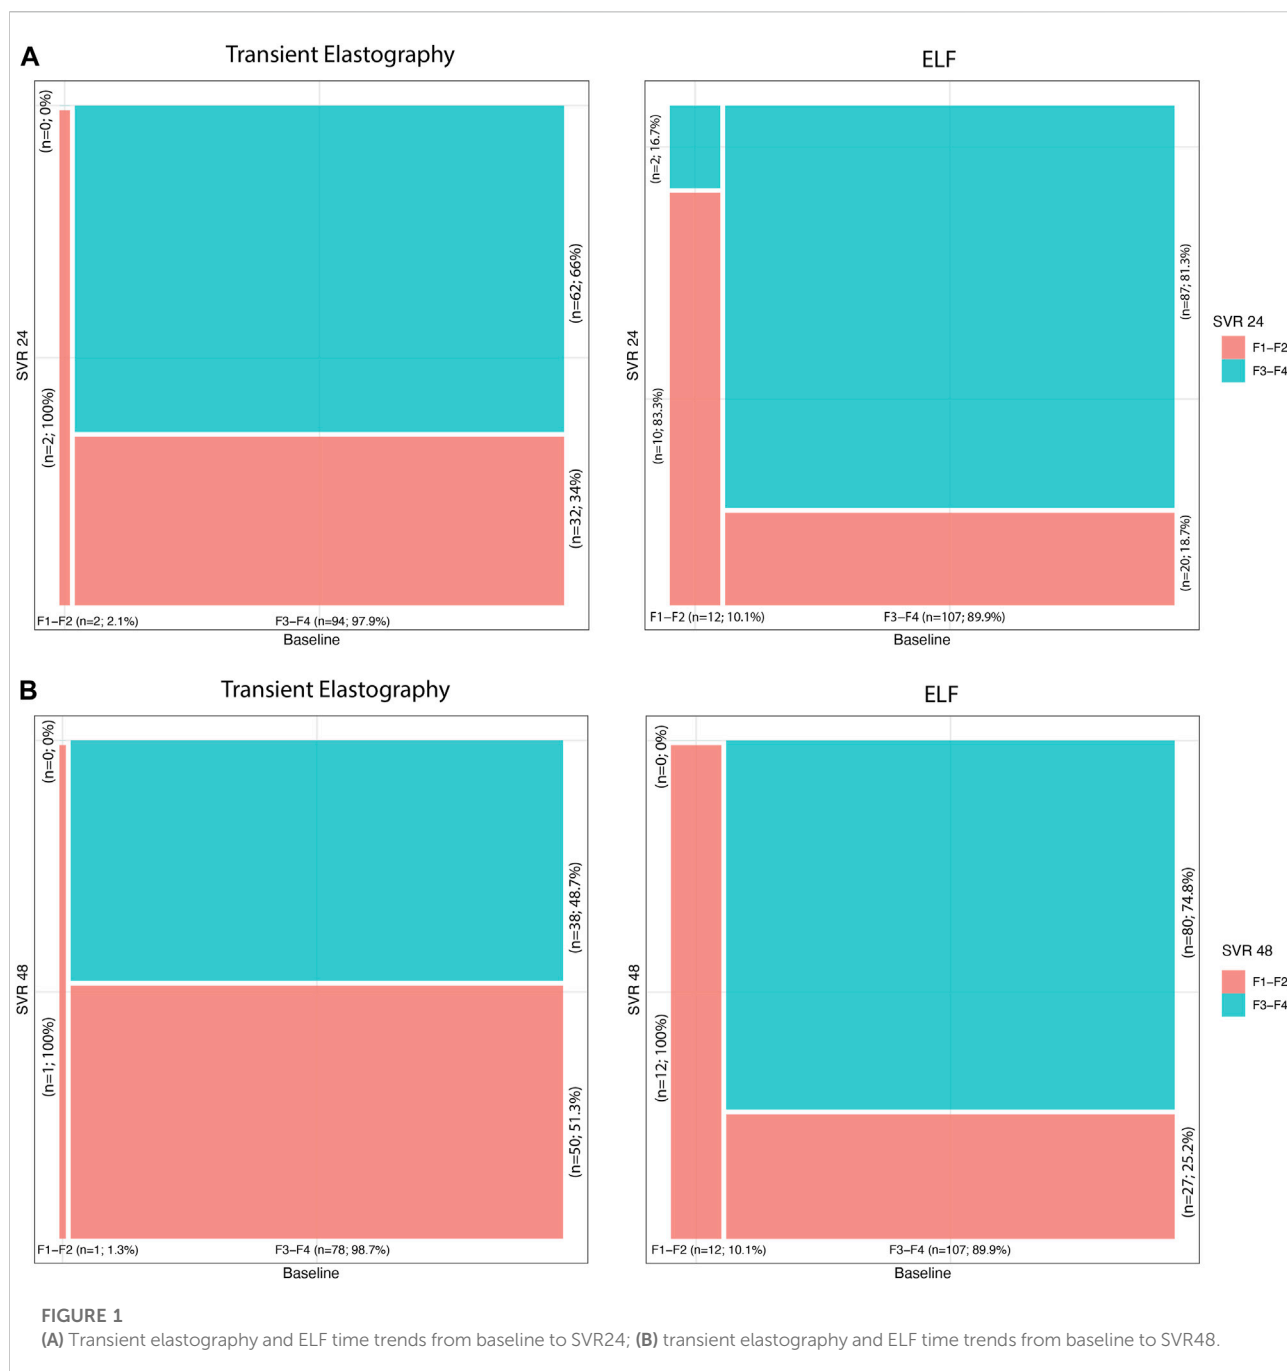 A
Transient Elastography
ELF
(n=0; 0%)
(n=2; 100%)
SVR 24
(n=62; 66%)
(n=32; 34%)
F1–F2 (n=2; 2.1%)
F3–F4 (n=94; 97.9%)
Baseline
(n=2; 16.7%)
(n=10; 83.3%)
SVR 24
(n=87; 81.3%)
(n=20; 18.7%)
F1–F2 (n=12; 10.1%)
F3–F4 (n=107; 89.9%)
Baseline
SVR 24
F1–F2
F3–F4
B
Transient Elastography
ELF
(n=0; 0%)
(n=1; 100%)
SVR 48
(n=38; 48.7%)
(n=50; 51.3%)
F1–F2 (n=1; 1.3%)
F3–F4 (n=78; 98.7%)
Baseline
(n=0; 0%)
(n=12; 100%)
SVR 48
(n=80; 74.8%)
(n=27; 25.2%)
F1–F2 (n=12; 10.1%)
F3–F4 (n=107; 89.9%)
Baseline
SVR 48
F1–F2
F3–F4
FIGURE 1
(A) Transient elastography and ELF time trends from baseline to SVR24; (B) transient elastography and ELF time trends from baseline to SVR48.